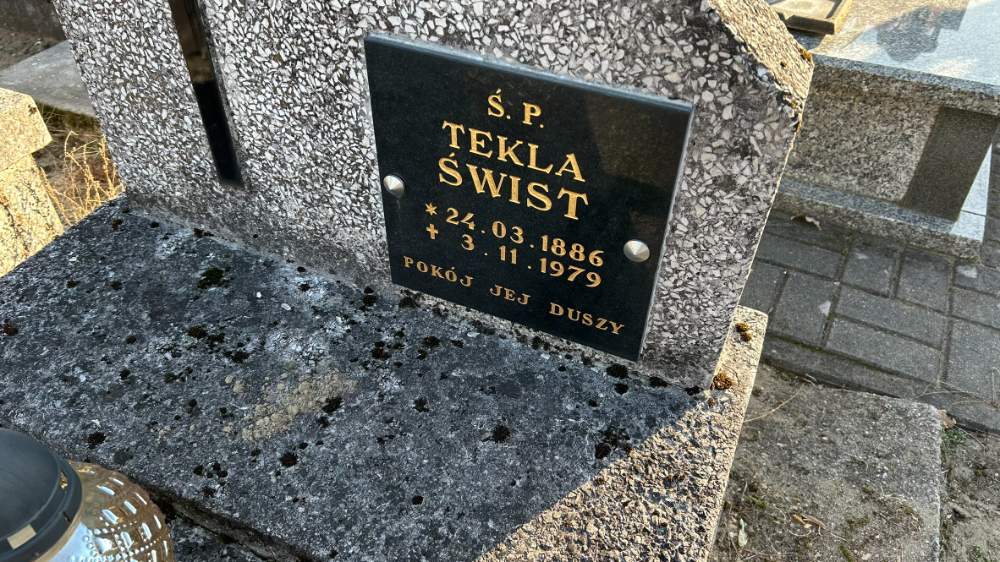 Ś. P.
TEKLA
ŚWIST
* 24.03.1886
✝ 3.11.1979
POKÓJ JEJ DUSZY